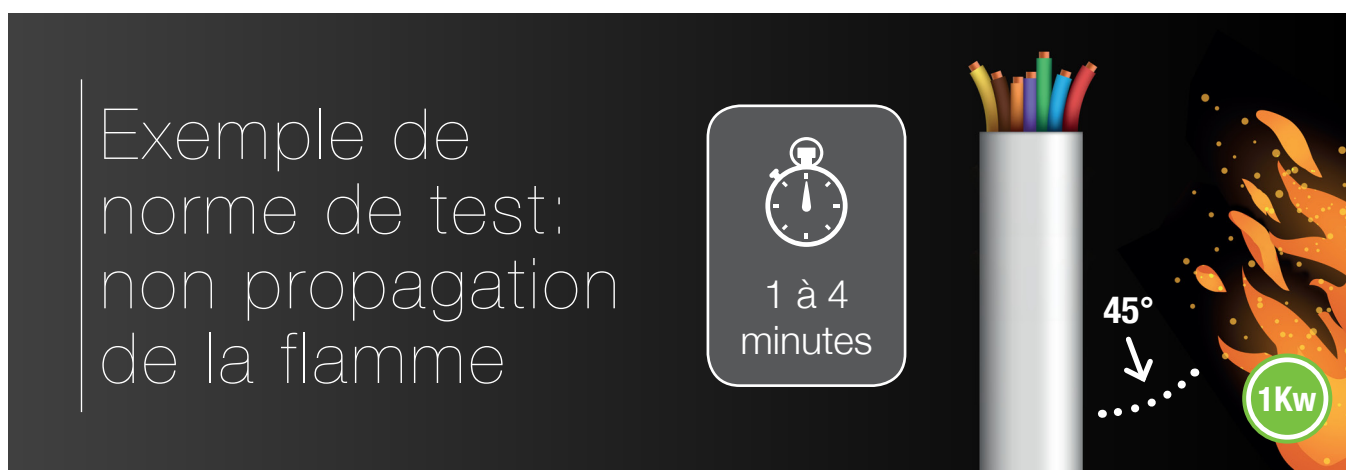 Exemple de
norme de test:
non propagation
de la flamme
1 à 4
minutes
45°
1Kw